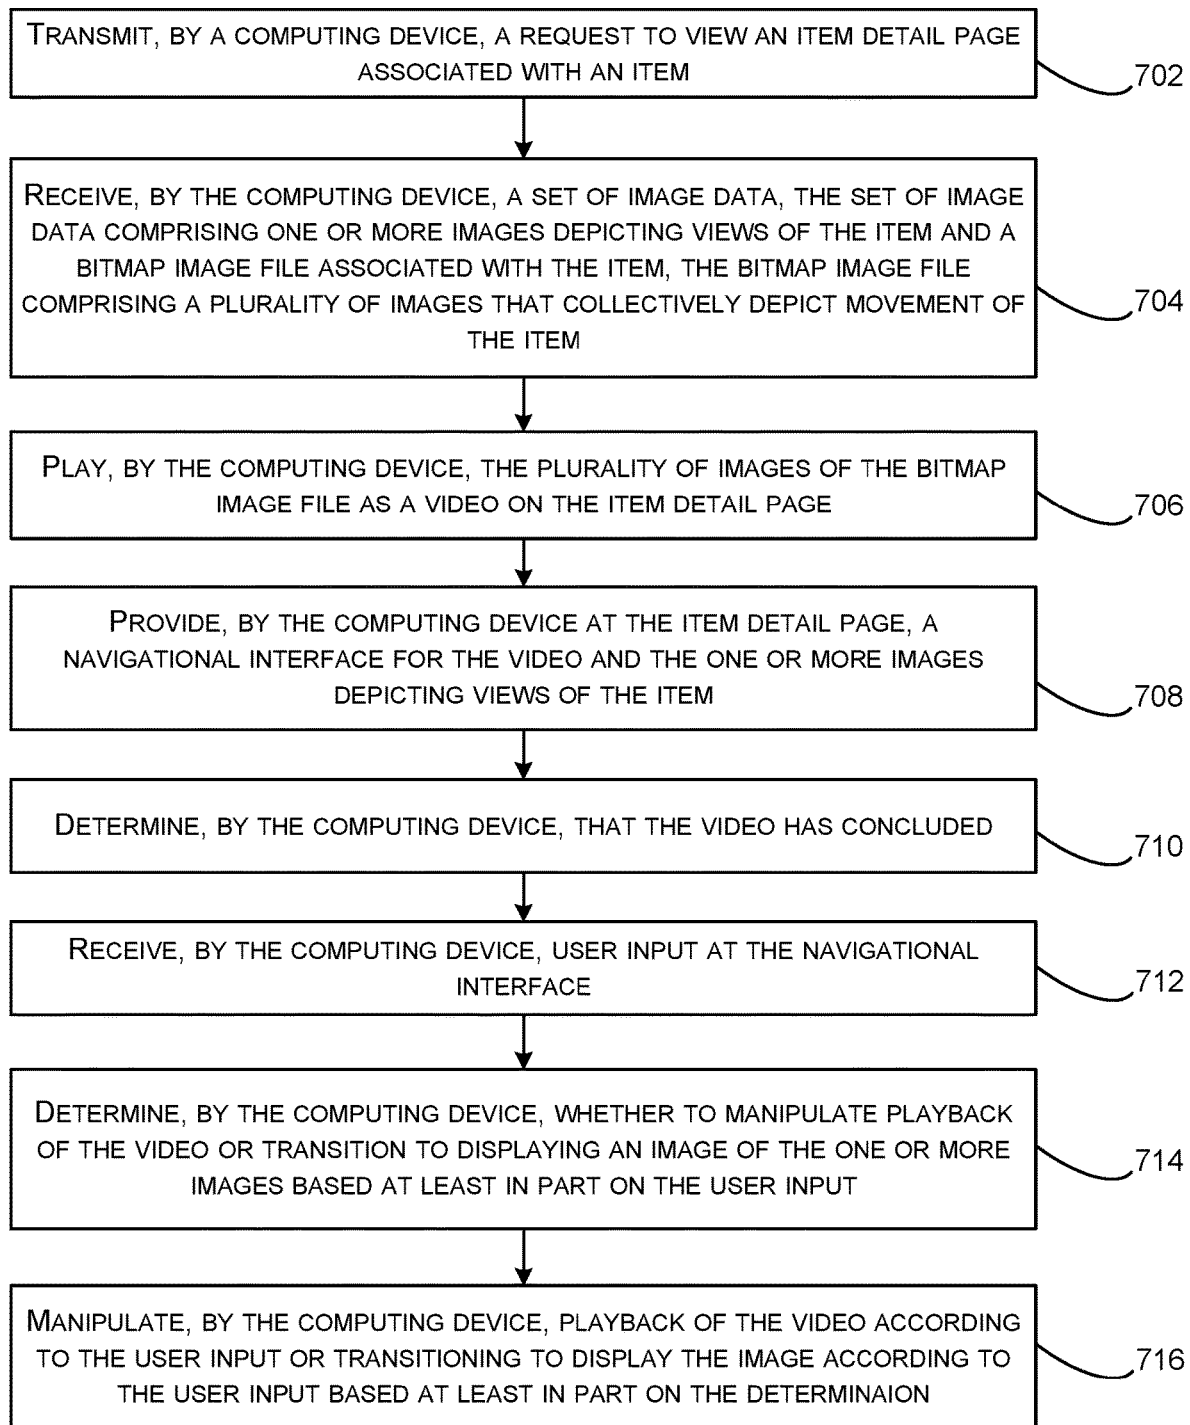 TRANSMIT, BY A COMPUTING DEVICE, A REQUEST TO VIEW AN ITEM DETAIL PAGE
ASSOCIATED WITH AN ITEM
702
RECEIVE, BY THE COMPUTING DEVICE, A SET OF IMAGE DATA, THE SET OF IMAGE
DATA COMPRISING ONE OR MORE IMAGES DEPICTING VIEWS OF THE ITEM AND A
BITMAP IMAGE FILE ASSOCIATED WITH THE ITEM, THE BITMAP IMAGE FILE
COMPRISING A PLURALITY OF IMAGES THAT COLLECTIVELY DEPICT MOVEMENT OF
THE ITEM
704
PLAY, BY THE COMPUTING DEVICE, THE PLURALITY OF IMAGES OF THE BITMAP
IMAGE FILE AS A VIDEO ON THE ITEM DETAIL PAGE
706
PROVIDE, BY THE COMPUTING DEVICE AT THE ITEM DETAIL PAGE, A
NAVIGATIONAL INTERFACE FOR THE VIDEO AND THE ONE OR MORE IMAGES
DEPICTING VIEWS OF THE ITEM
708
DETERMINE, BY THE COMPUTING DEVICE, THAT THE VIDEO HAS CONCLUDED
710
RECEIVE, BY THE COMPUTING DEVICE, USER INPUT AT THE NAVIGATIONAL
INTERFACE
712
DETERMINE, BY THE COMPUTING DEVICE, WHETHER TO MANIPULATE PLAYBACK
OF THE VIDEO OR TRANSITION TO DISPLAYING AN IMAGE OF THE ONE OR MORE
IMAGES BASED AT LEAST IN PART ON THE USER INPUT
714
MANIPULATE, BY THE COMPUTING DEVICE, PLAYBACK OF THE VIDEO ACCORDING
TO THE USER INPUT OR TRANSITIONING TO DISPLAY THE IMAGE ACCORDING TO
THE USER INPUT BASED AT LEAST IN PART ON THE DETERMINAION
716